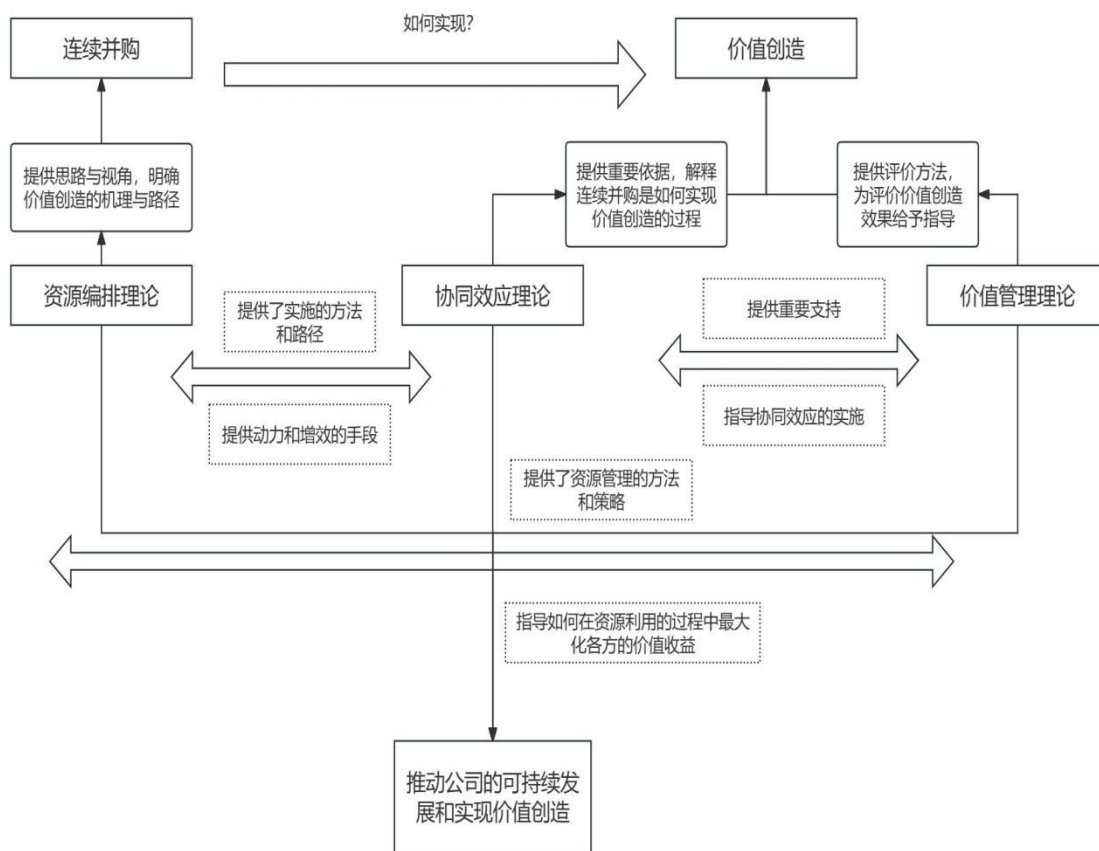 如何实现？
连续并购
价值创造
提供思路与视角，明确
价值创造的机理与路径
提供重要依据，解释
连续并购是如何实现
价值创造的过程
提供评价方法，
为评价价值创造
效果给予指导
资源编排理论
协同效应理论
价值管理理论
提供了实施的方法
和路径
提供重要支持
提供动力和增效的手段
指导协同效应的实施
提供了资源管理的方法
和策略
指导如何在资源利用的过程中最大
化各方的价值收益
推动公司的可持续发
展和实现价值创造